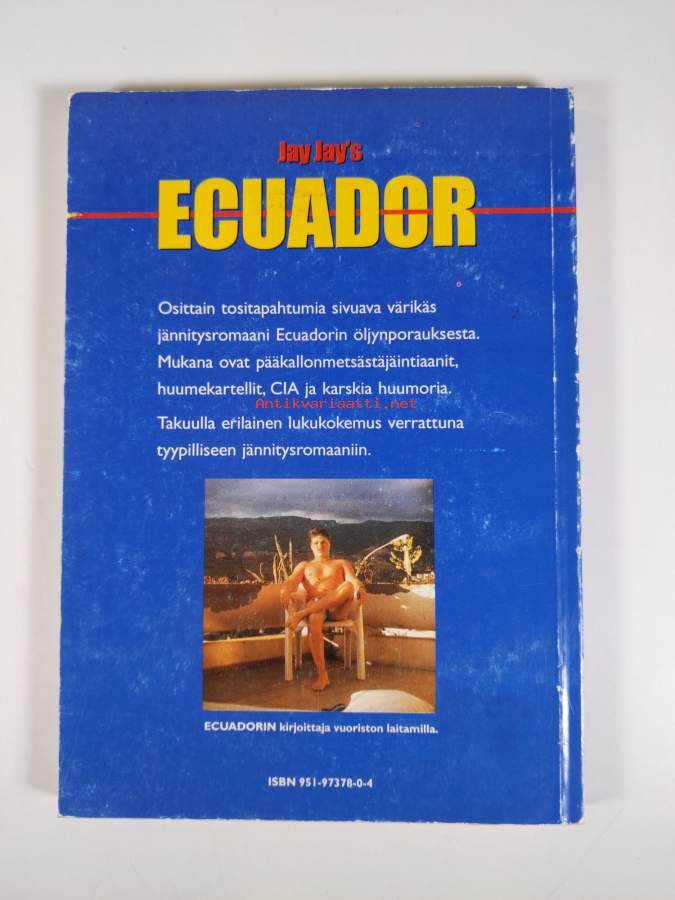 Jay Jay's
ECUADOR
Osittain tositapahtumia sivuava värikäs
jännitysromaani Ecuadorin öljynporauksesta.
Mukana ovat pääkallonmetsästäjäintiaanit,
huumekartellit, CIA ja karskia huumoria.
Antikvariaatti.net
Takuulla erilainen lukukokemus verrattuna
tyypilliseen jännitysromaaniin.
ECUADORIN kirjoittaja vuoriston laitamilla.
ISBN 951-97378-0-4